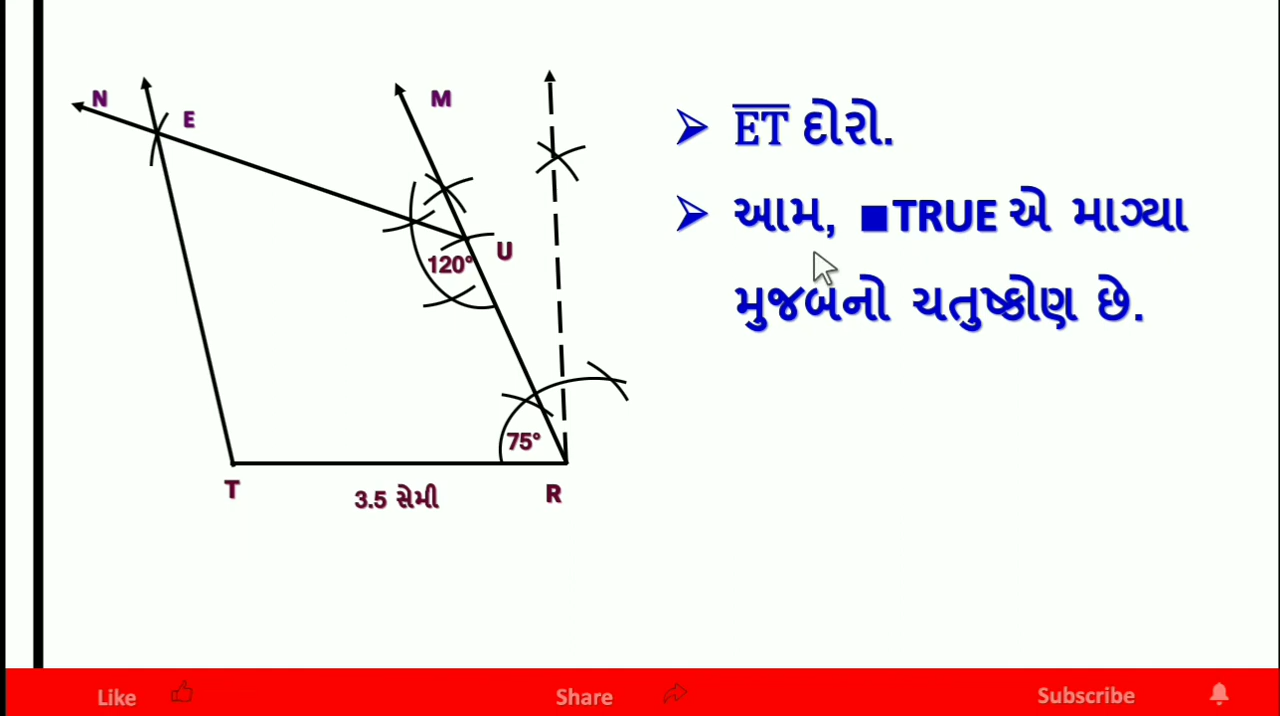 N
E
M
U
120°
75°
T
3.5 સેમી
R
➢ ET દોરો.
➢ આમ, ■TRUE એ માગ્યા
મુજબનો ચતુષ્કોણ છે.
Like
Share
Subscribe